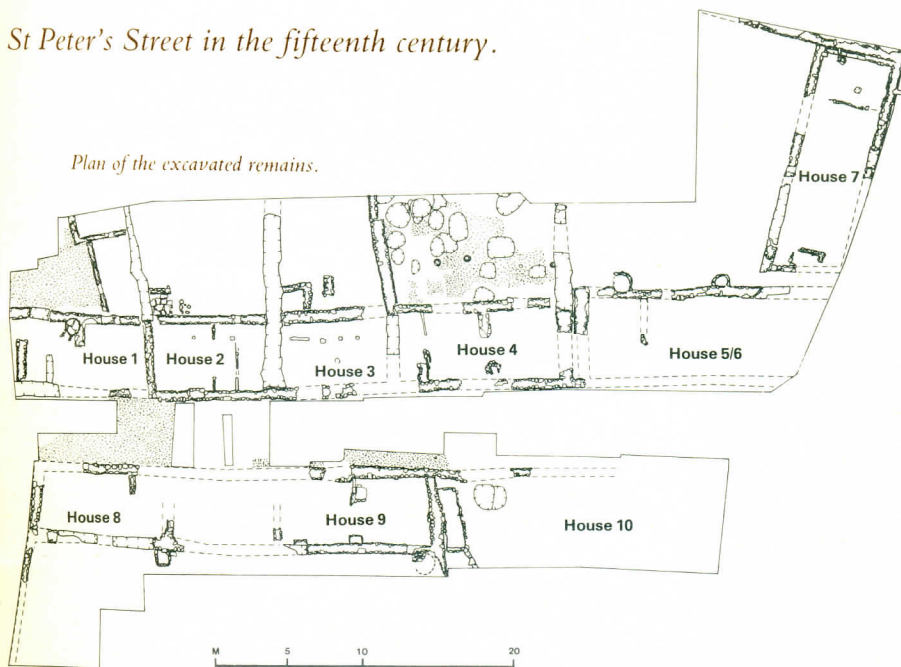 St Peter's Street in the fifteenth century.
Plan of the excavated remains.
House 7
House 1
House 2
House 3
House 4
House 5/6
House 8
House 9
House 10
M 5 10 20